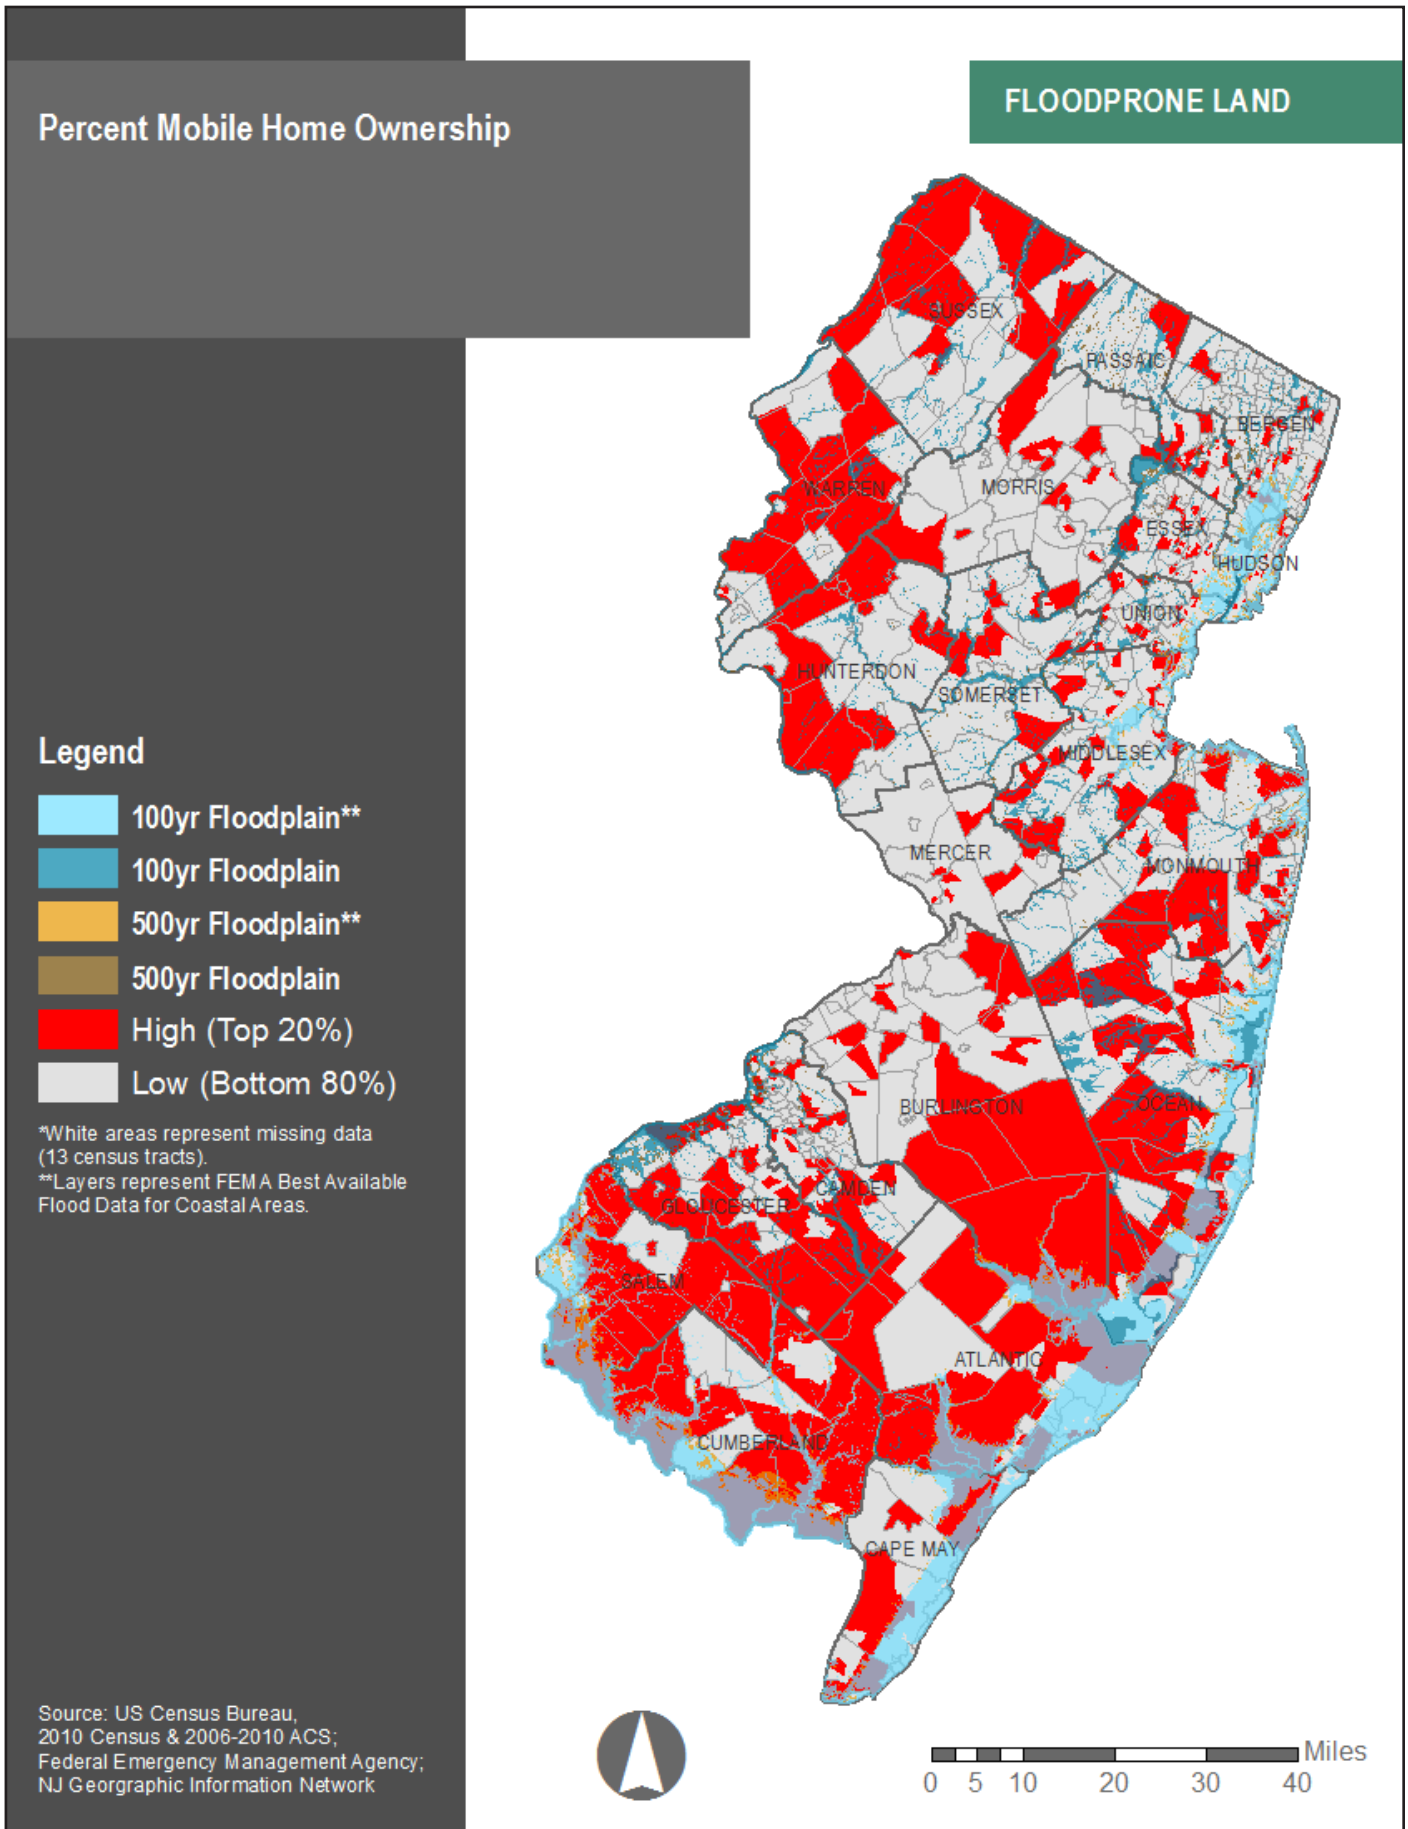 Percent Mobile Home Ownership
FLOODPRONE LAND
SUSSEX
PASSAIC
BERGEN
WARREN
MORRIS
ESSEX
HUDSON
UNION
HUNTERDON
SOMERSET
MIDDLESEX
MERCER
MONMOUTH
BURLINGTON
OCEAN
CAMDEN
GLOUCESTER
SALEM
ATLANTIC
CUMBERLAND
CAPE MAY
Legend
100yr Floodplain**
100yr Floodplain
500yr Floodplain**
500yr Floodplain
High (Top 20%)
Low (Bottom 80%)
*White areas represent missing data
(13 census tracts).
**Layers represent FEMA Best Available
Flood Data for Coastal Areas.
Source: US Census Bureau,
2010 Census & 2006-2010 ACS;
Federal Emergency Management Agency;
NJ Georgraphic Information Network
Miles
0 5 10 20 30 40